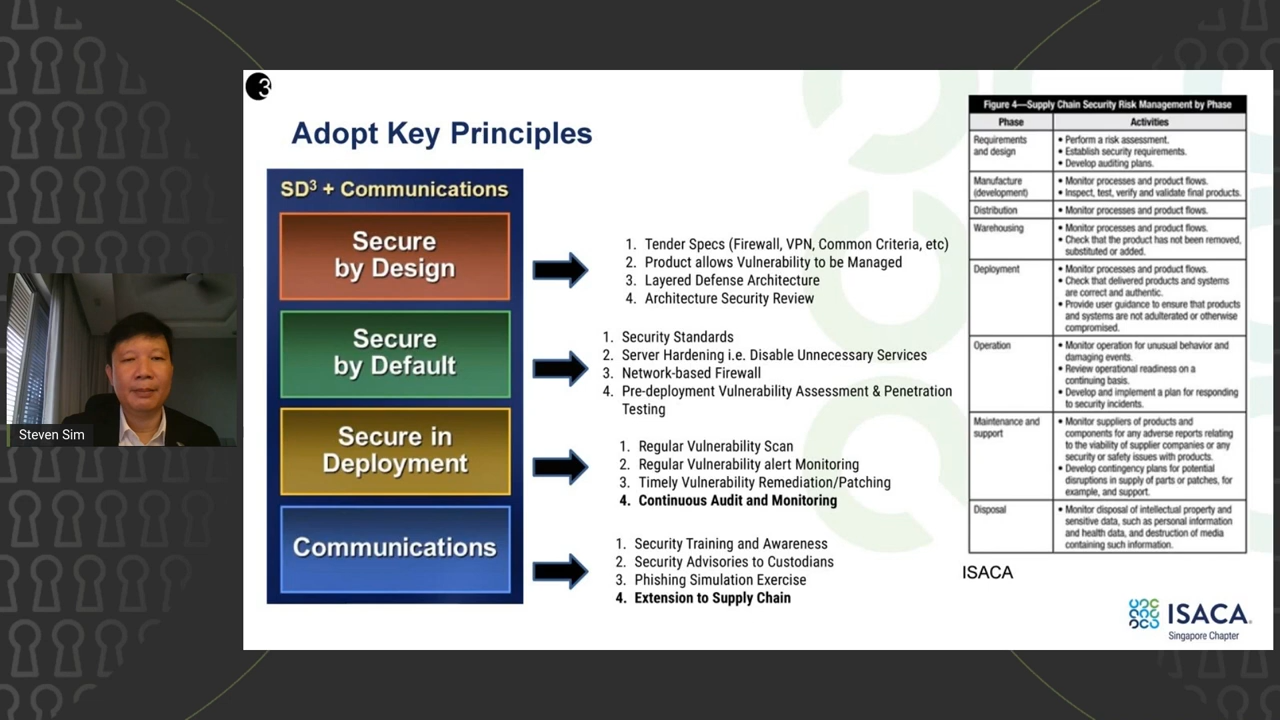 3
Adopt Key Principles
SD³ + Communications
Secure
by Design
1. Tender Specs (Firewall, VPN, Common Criteria, etc)
2. Product allows Vulnerability to be Managed
3. Layered Defense Architecture
4. Architecture Security Review
Secure
by Default
1. Security Standards
2. Server Hardening i.e. Disable Unnecessary Services
3. Network-based Firewall
4. Pre-deployment Vulnerability Assessment & Penetration
Testing
Secure in
Deployment
1. Regular Vulnerability Scan
2. Regular Vulnerability alert Monitoring
3. Timely Vulnerability Remediation/Patching
4. Continuous Audit and Monitoring
Communications
1. Security Training and Awareness
2. Security Advisories to Custodians
3. Phishing Simulation Exercise
4. Extension to Supply Chain
Figure 4—Supply Chain Security Risk Management by Phase
Phase Activities
Requirements
and design
• Perform a risk assessment.
• Establish security requirements.
• Develop auditing plans.
Manufacture
(development)
• Monitor processes and product flows.
• Inspect, test, verify and validate final products.
Distribution
• Monitor processes and product flows.
Warehousing
• Monitor processes and product flows.
• Check that the product has not been removed,
substituted or added.
Deployment
• Monitor processes and product flows.
• Check that delivered products and systems
are correct and authentic.
• Provide user guidance to ensure that products
and systems are not adulterated or otherwise
compromised.
Operation
• Monitor operation for unusual behavior and
damaging events.
• Review operational readiness on a
continuing basis.
• Develop and implement a plan for responding
to security incidents.
Maintenance and
support
• Monitor suppliers of products and
components for any adverse reports relating
to the viability of supplier companies or any
security or safety issues with products.
• Develop contingency plans for potential
disruptions in supply of parts or patches, for
example, and support.
Disposal
• Monitor disposal of intellectual property and
sensitive data, such as personal information
and health data, and destruction of media
containing such information.
ISACA
ISACA.
Singapore Chapter
Steven Sim